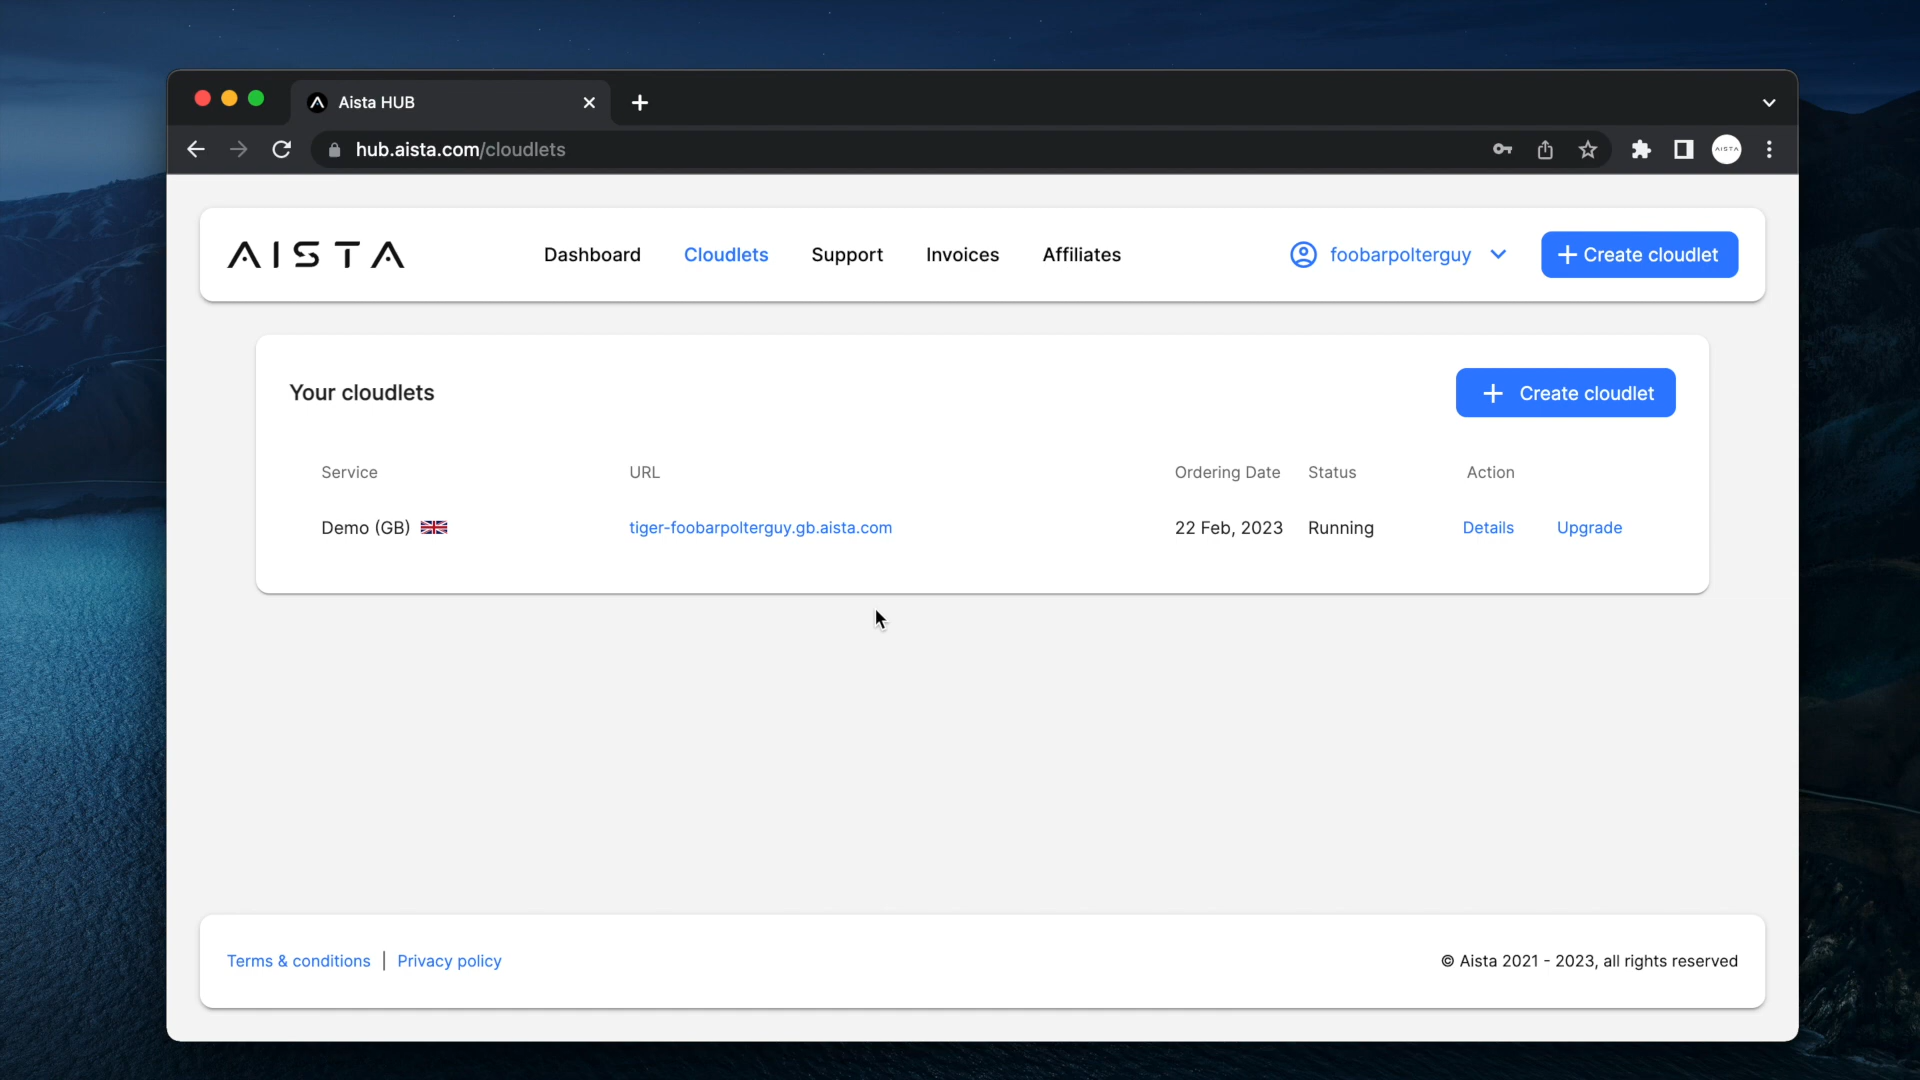 Aista HUB
hub.aista.com/cloudlets
AISTA
AISTA Dashboard Cloudlets Support Invoices Affiliates foobarpolterguy + Create cloudlet
Your cloudlets + Create cloudlet
Service URL Ordering Date Status Action
Demo (GB) tiger-foobarpolterguy.gb.aista.com 22 Feb, 2023 Running Details Upgrade
Terms & conditions | Privacy policy © Aista 2021 - 2023, all rights reserved